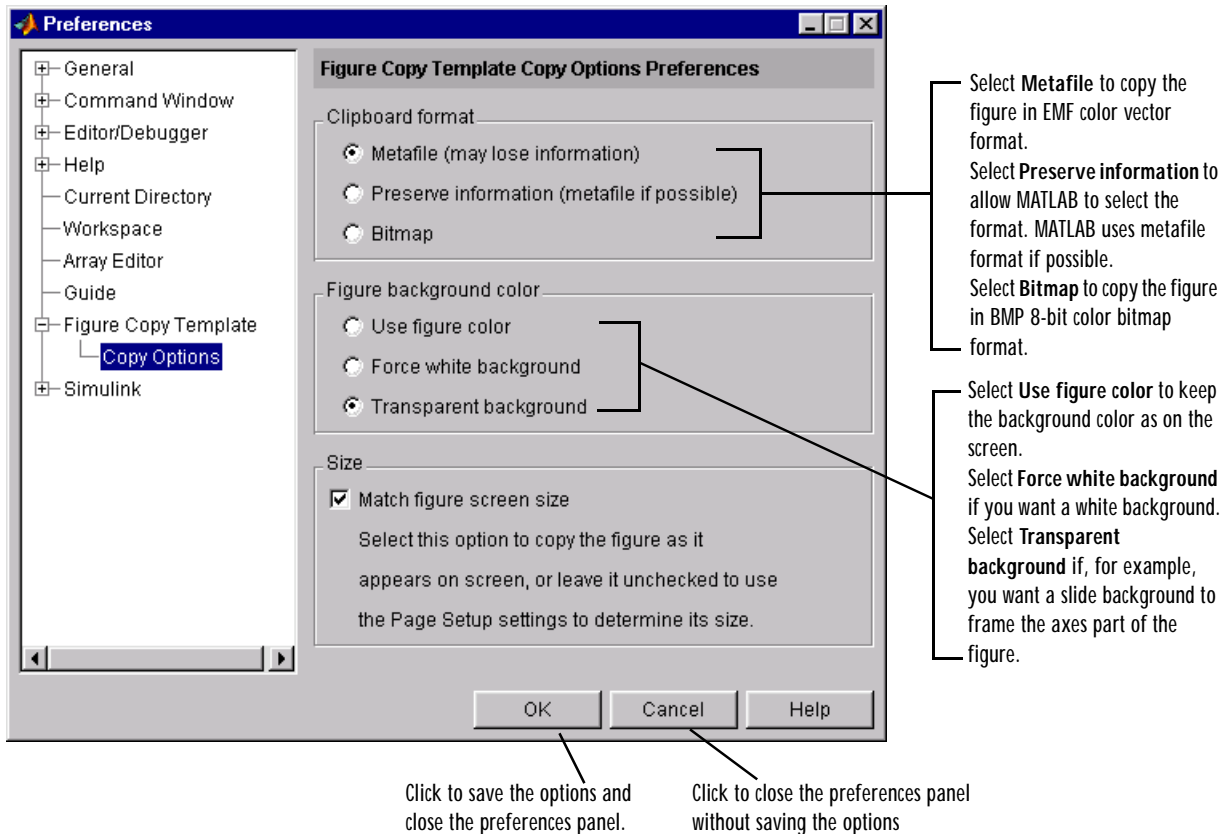 Preferences
General
Command Window
Editor/Debugger
Help
Current Directory
Workspace
Array Editor
Guide
Figure Copy Template
Copy Options
Simulink
Figure Copy Template Copy Options Preferences
Clipboard format
Metafile (may lose information)
Preserve information (metafile if possible)
Bitmap
Figure background color
Use figure color
Force white background
Transparent background
Size
Match figure screen size
Select this option to copy the figure as it
appears on screen, or leave it unchecked to use
the Page Setup settings to determine its size.
OK
Cancel
Help
Select Metafile to copy the
figure in EMF color vector
format.
Select Preserve information to
allow MATLAB to select the
format. MATLAB uses metafile
format if possible.
Select Bitmap to copy the figure
in BMP 8-bit color bitmap
format.
Select Use figure color to keep
the background color as on the
screen.
Select Force white background
if you want a white background.
Select Transparent
background if, for example,
you want a slide background to
frame the axes part of the
figure.
Click to save the options and
close the preferences panel.
Click to close the preferences panel
without saving the options